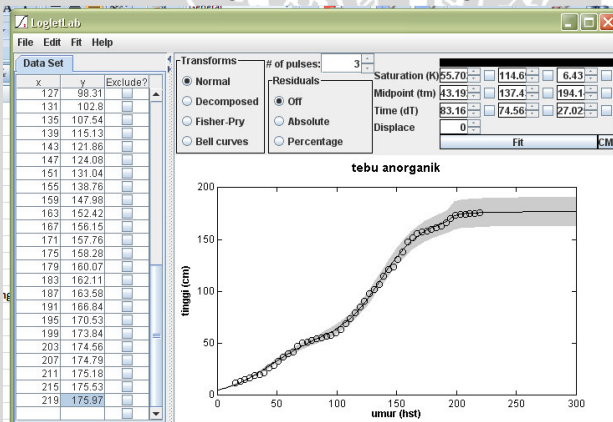 LogletLab
File Edit Fit Help
Data Set
x y Exclude?
127 98.31
131 102.8
135 107.54
139 115.13
143 121.86
147 124.08
151 131.04
155 138.76
159 147.98
163 152.42
167 156.15
171 157.76
175 158.28
179 160.07
183 162.11
187 163.58
191 166.84
195 170.53
199 173.84
203 174.56
207 174.79
211 175.18
215 175.53
219 175.97
Transforms
Normal
Decomposed
Fisher-Pry
Bell curves
# of pulses: 3
Residuals
Off
Absolute
Percentage
Saturation (K) 55.70 114.6 6.43
Midpoint (tm) 43.19 137.4 194.1
Time (dT) 83.16 74.56 27.02
Displace 0
Fit CM
tebu anorganik
tinggi (cm)
200
150
100
50
0
0 50 100 150 200 250 300
umur (hst)